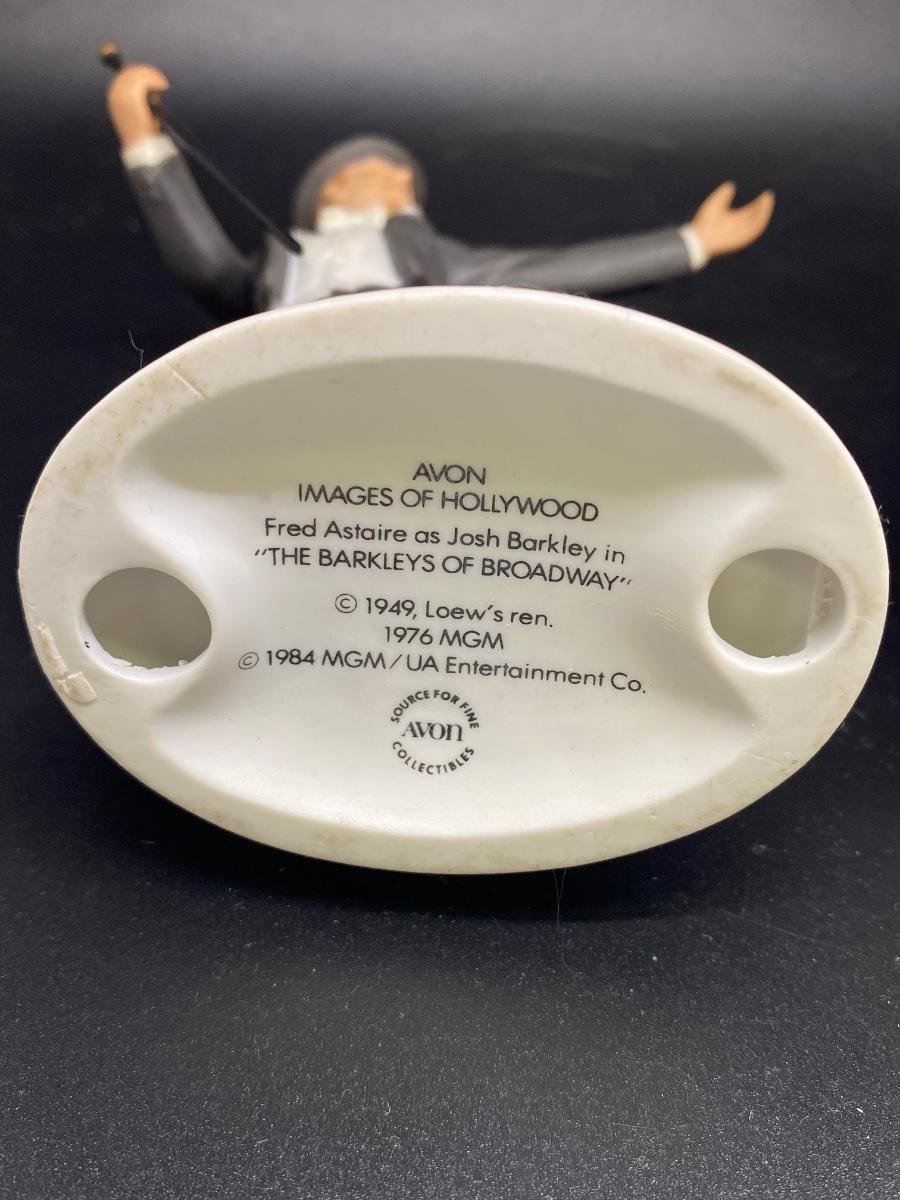 AVON
IMAGES OF HOLLYWOOD
Fred Astaire as Josh Barkley in
"THE BARKLEYS OF BROADWAY"
© 1949, Loew's ren.
1976 MGM
© 1984 MGM/UA Entertainment Co.
SOURCE FOR FINE
AVON
COLLECTIBLES